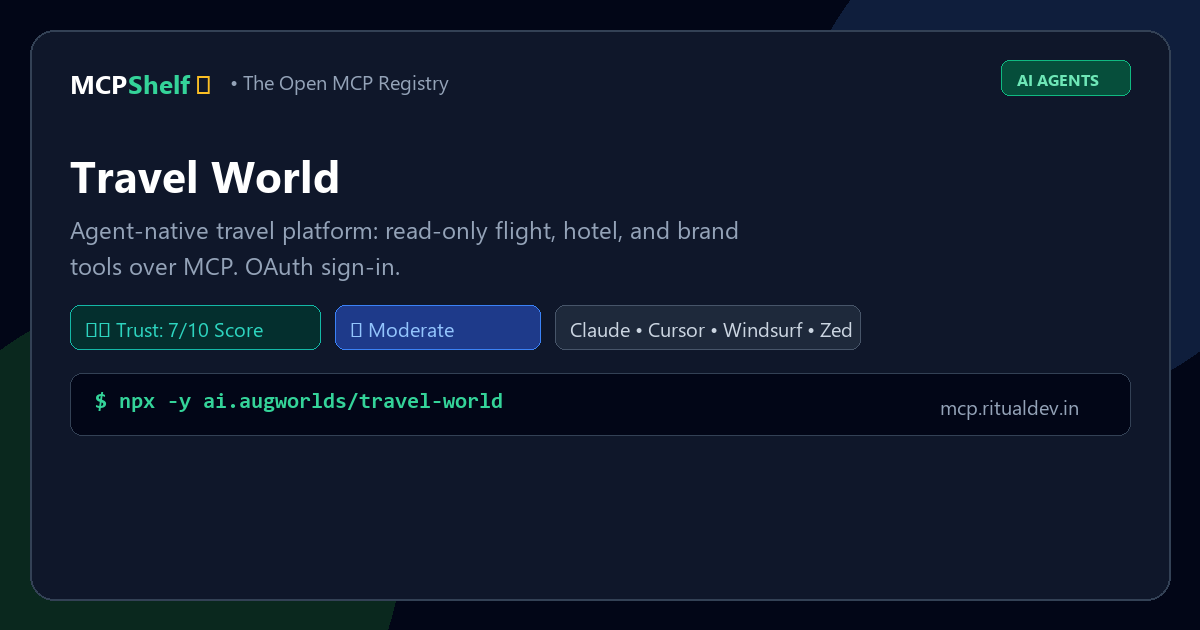 MCPShelf • The Open MCP Registry
AI AGENTS
Travel World
Agent-native travel platform: read-only flight, hotel, and brand
tools over MCP. OAuth sign-in.
Trust: 7/10 Score
Moderate
Claude • Cursor • Windsurf • Zed
$ npx -y ai.augworlds/travel-world
mcp.ritualdev.in